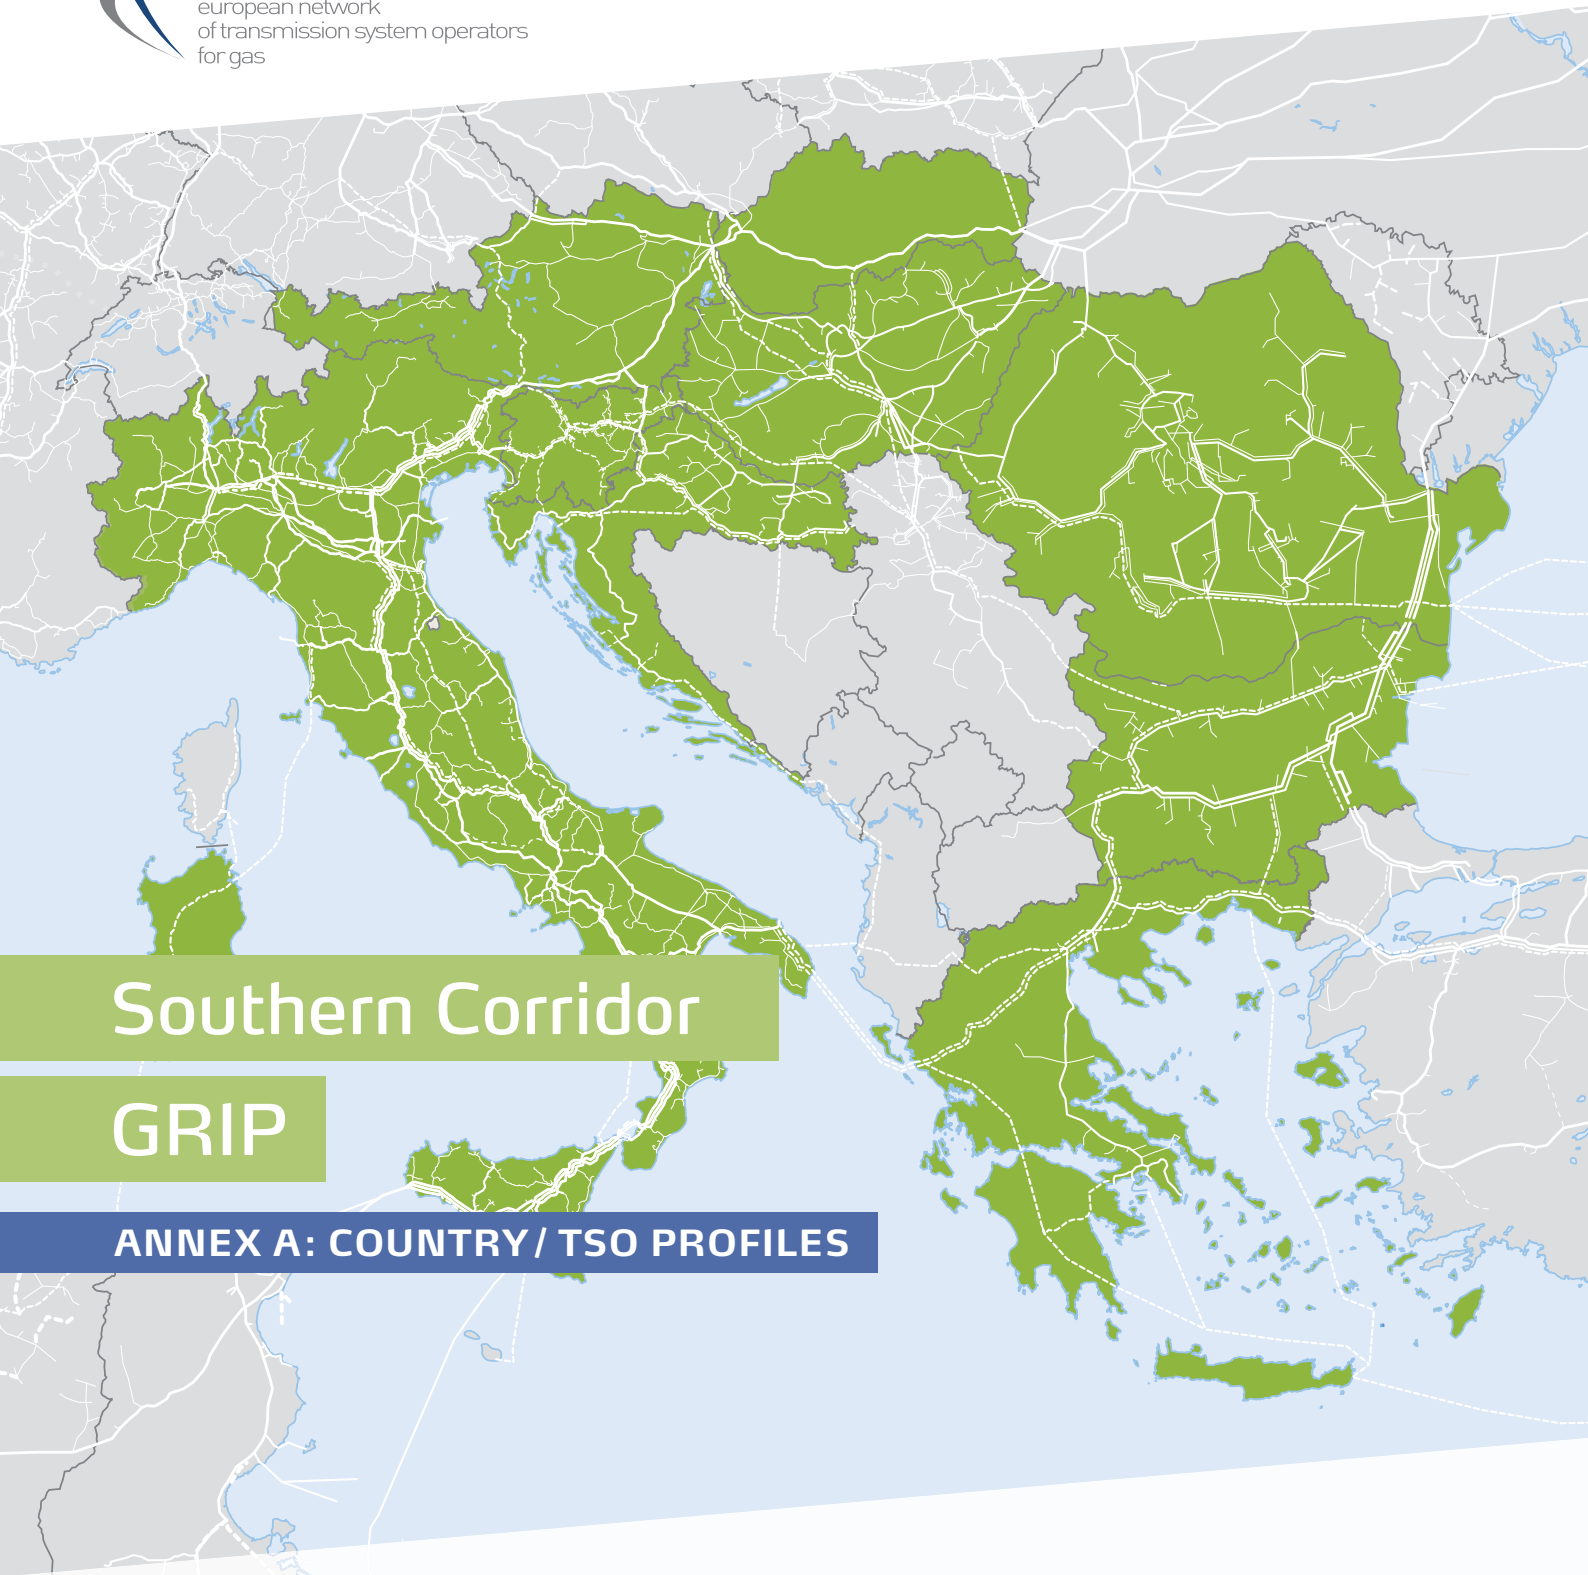 european network
of transmission system operators
for gas
Southern Corridor
GRIP
ANNEX A: COUNTRY/ TSO PROFILES